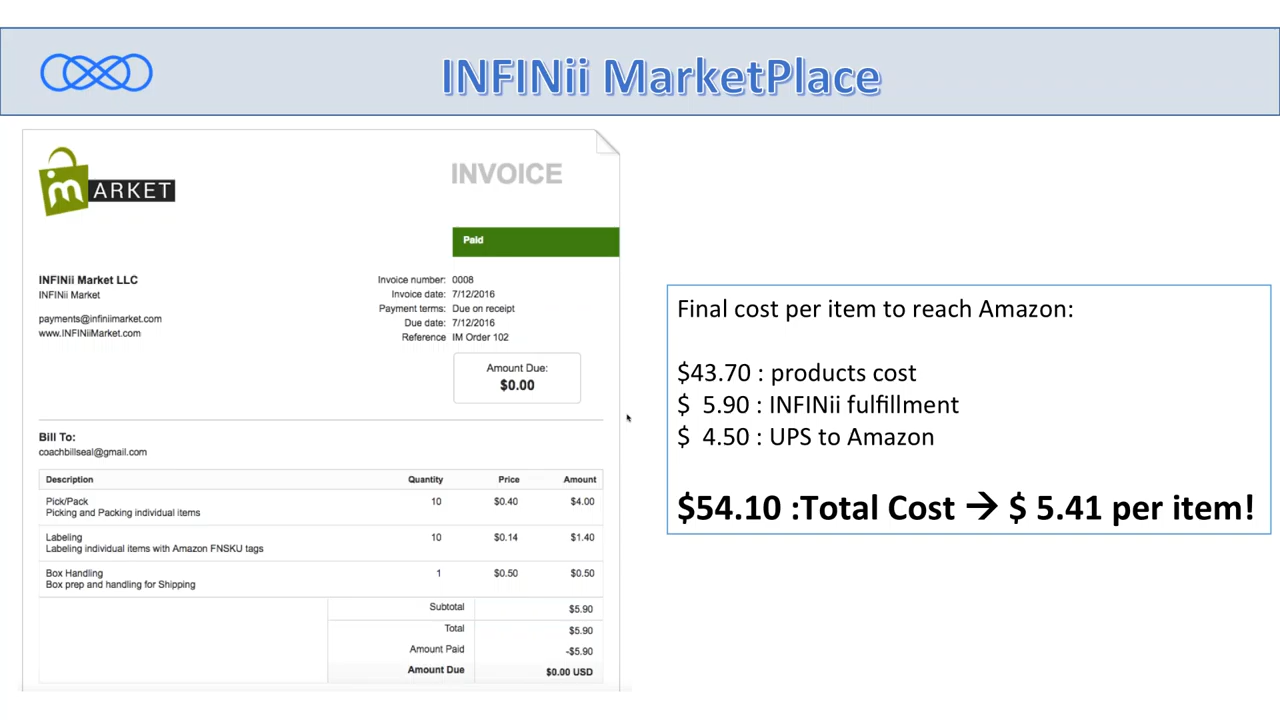 INFINii MarketPlace
im ARKET
INVOICE
Paid
INFINii Market LLC
INFINii Market
payments@infiniimarket.com
www.INFINiiMarket.com
Invoice number: 0008
Invoice date: 7/12/2016
Payment terms: Due on receipt
Due date: 7/12/2016
Reference IM Order 102
Amount Due:
$0.00
Bill To:
coachbillseal@gmail.com
Description Quantity Price Amount
Pick/Pack 10 $0.40 $4.00
Picking and Packing individual items
Labeling 10 $0.14 $1.40
Labeling individual items with Amazon FNSKU tags
Box Handling 1 $0.50 $0.50
Box prep and handling for Shipping
Subtotal $5.90
Total $5.90
Amount Paid -$5.90
Amount Due $0.00 USD
Final cost per item to reach Amazon:
$43.70 : products cost
$ 5.90 : INFINii fulfillment
$ 4.50 : UPS to Amazon
$54.10 :Total Cost → $ 5.41 per item!